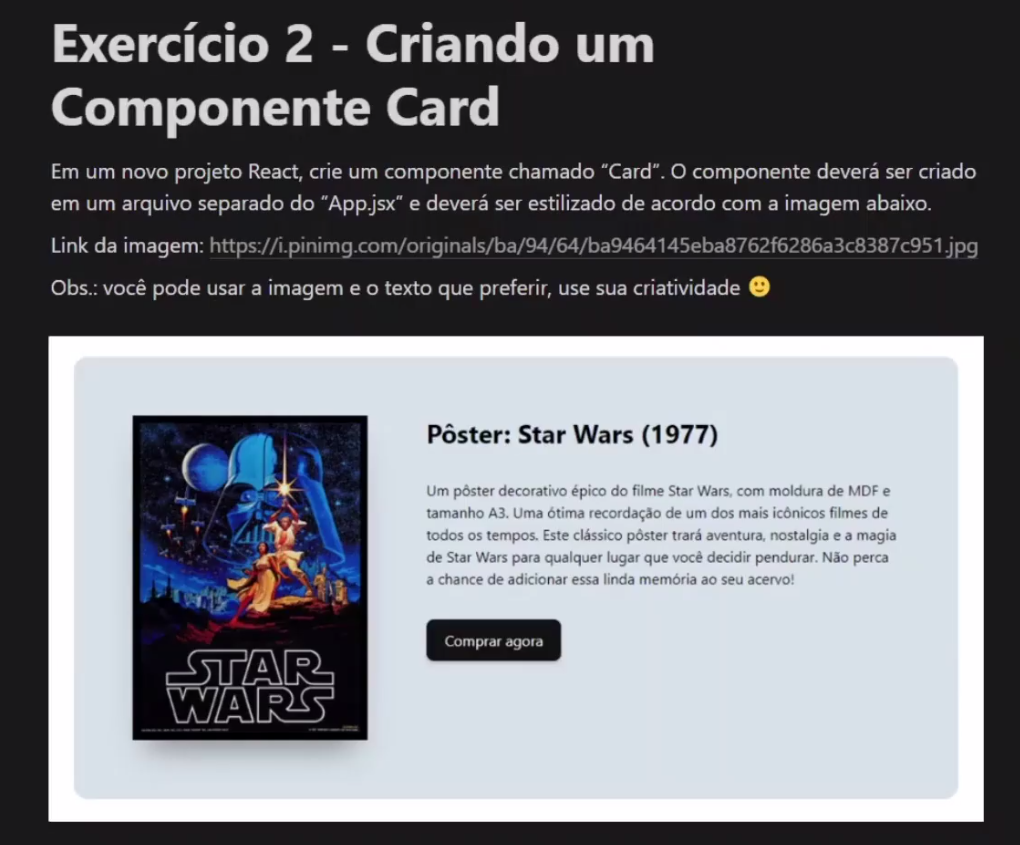 Exercício 2 - Criando um
Componente Card
Em um novo projeto React, crie um componente chamado “Card”. O componente deverá ser criado
em um arquivo separado do “App.jsx” e deverá ser estilizado de acordo com a imagem abaixo.
Link da imagem: https://i.pinimg.com/originals/ba/94/64/ba9464145eba8762f6286a3c8387c951.jpg
Obs.: você pode usar a imagem e o texto que preferir, use sua criatividade 🙂
Pôster: Star Wars (1977)
Um pôster decorativo épico do filme Star Wars, com moldura de MDF e
tamanho A3. Uma ótima recordação de um dos mais icônicos filmes de
todos os tempos. Este clássico pôster trará aventura, nostalgia e a magia
de Star Wars para qualquer lugar que você decidir pendurar. Não perca
a chance de adicionar essa linda memória ao seu acervo!
Comprar agora
STAR
WARS